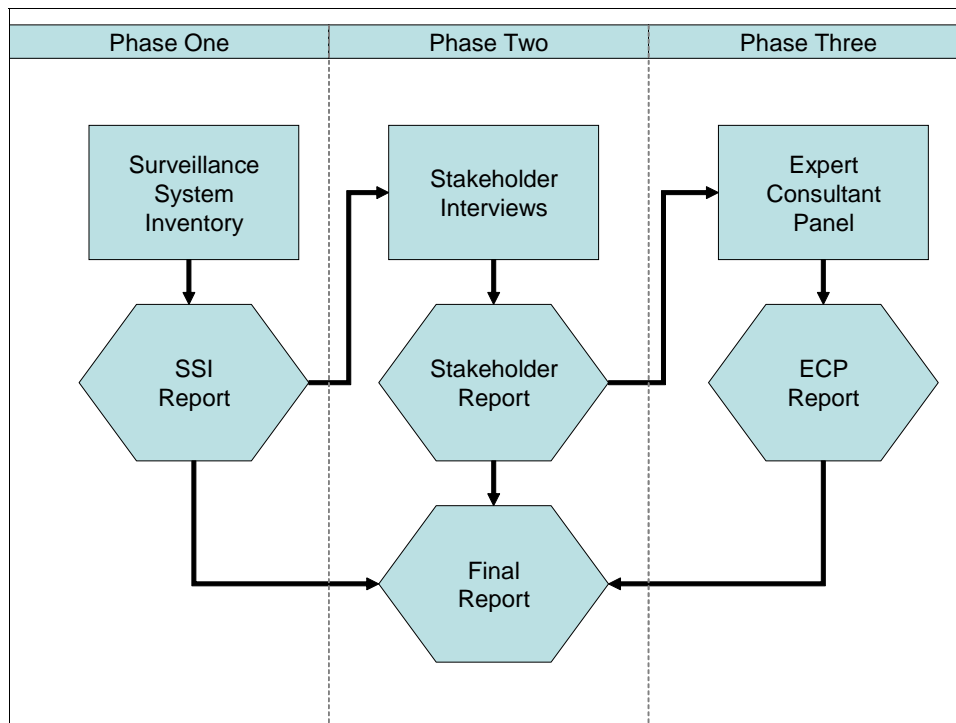 Phase One
Phase Two
Phase Three
Surveillance
System
Inventory
Stakeholder
Interviews
Expert
Consultant
Panel
SSI
Report
Stakeholder
Report
ECP
Report
Final
Report